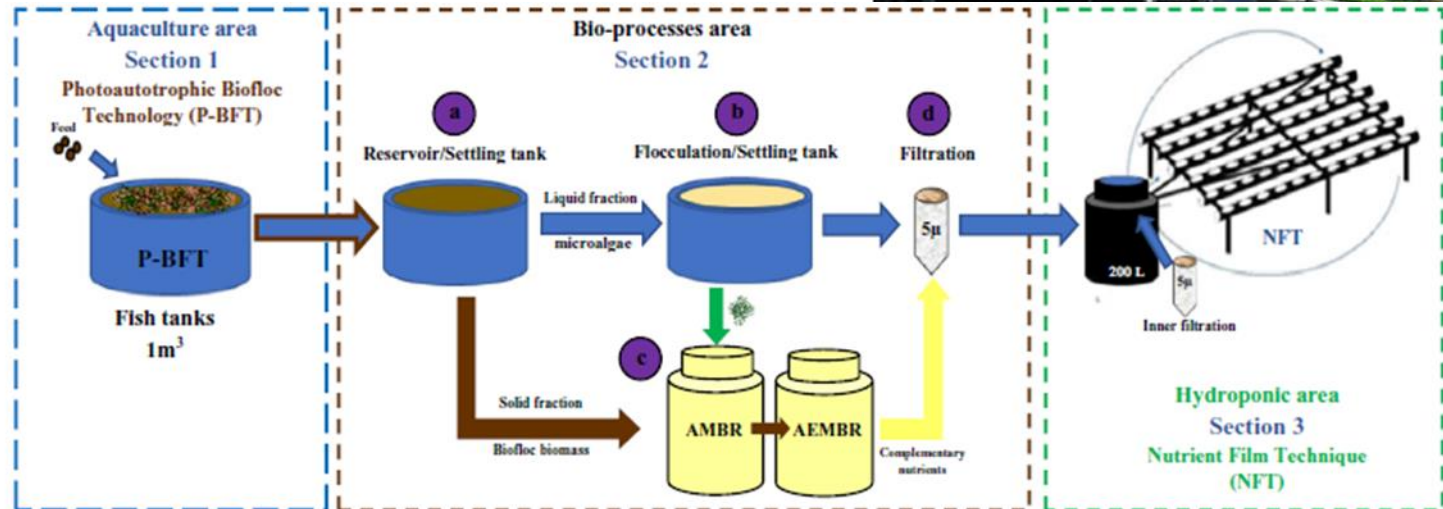 Aquaculture area
Section 1
Photoautotrophic Biofloc
Technology (P-BFT)
Feed
P-BFT
Fish tanks
1m³
Bio-processes area
Section 2
a
Reservoir/Settling tank
Liquid fraction
microalgae
b
Flocculation/Settling tank
d
Filtration
5µ
c
Solid fraction
Biofloc biomass
AMBR
AEMBR
Complementary
nutrients
NFT
200 L
5µ
Inner filtration
Hydroponic area
Section 3
Nutrient Film Technique
(NFT)